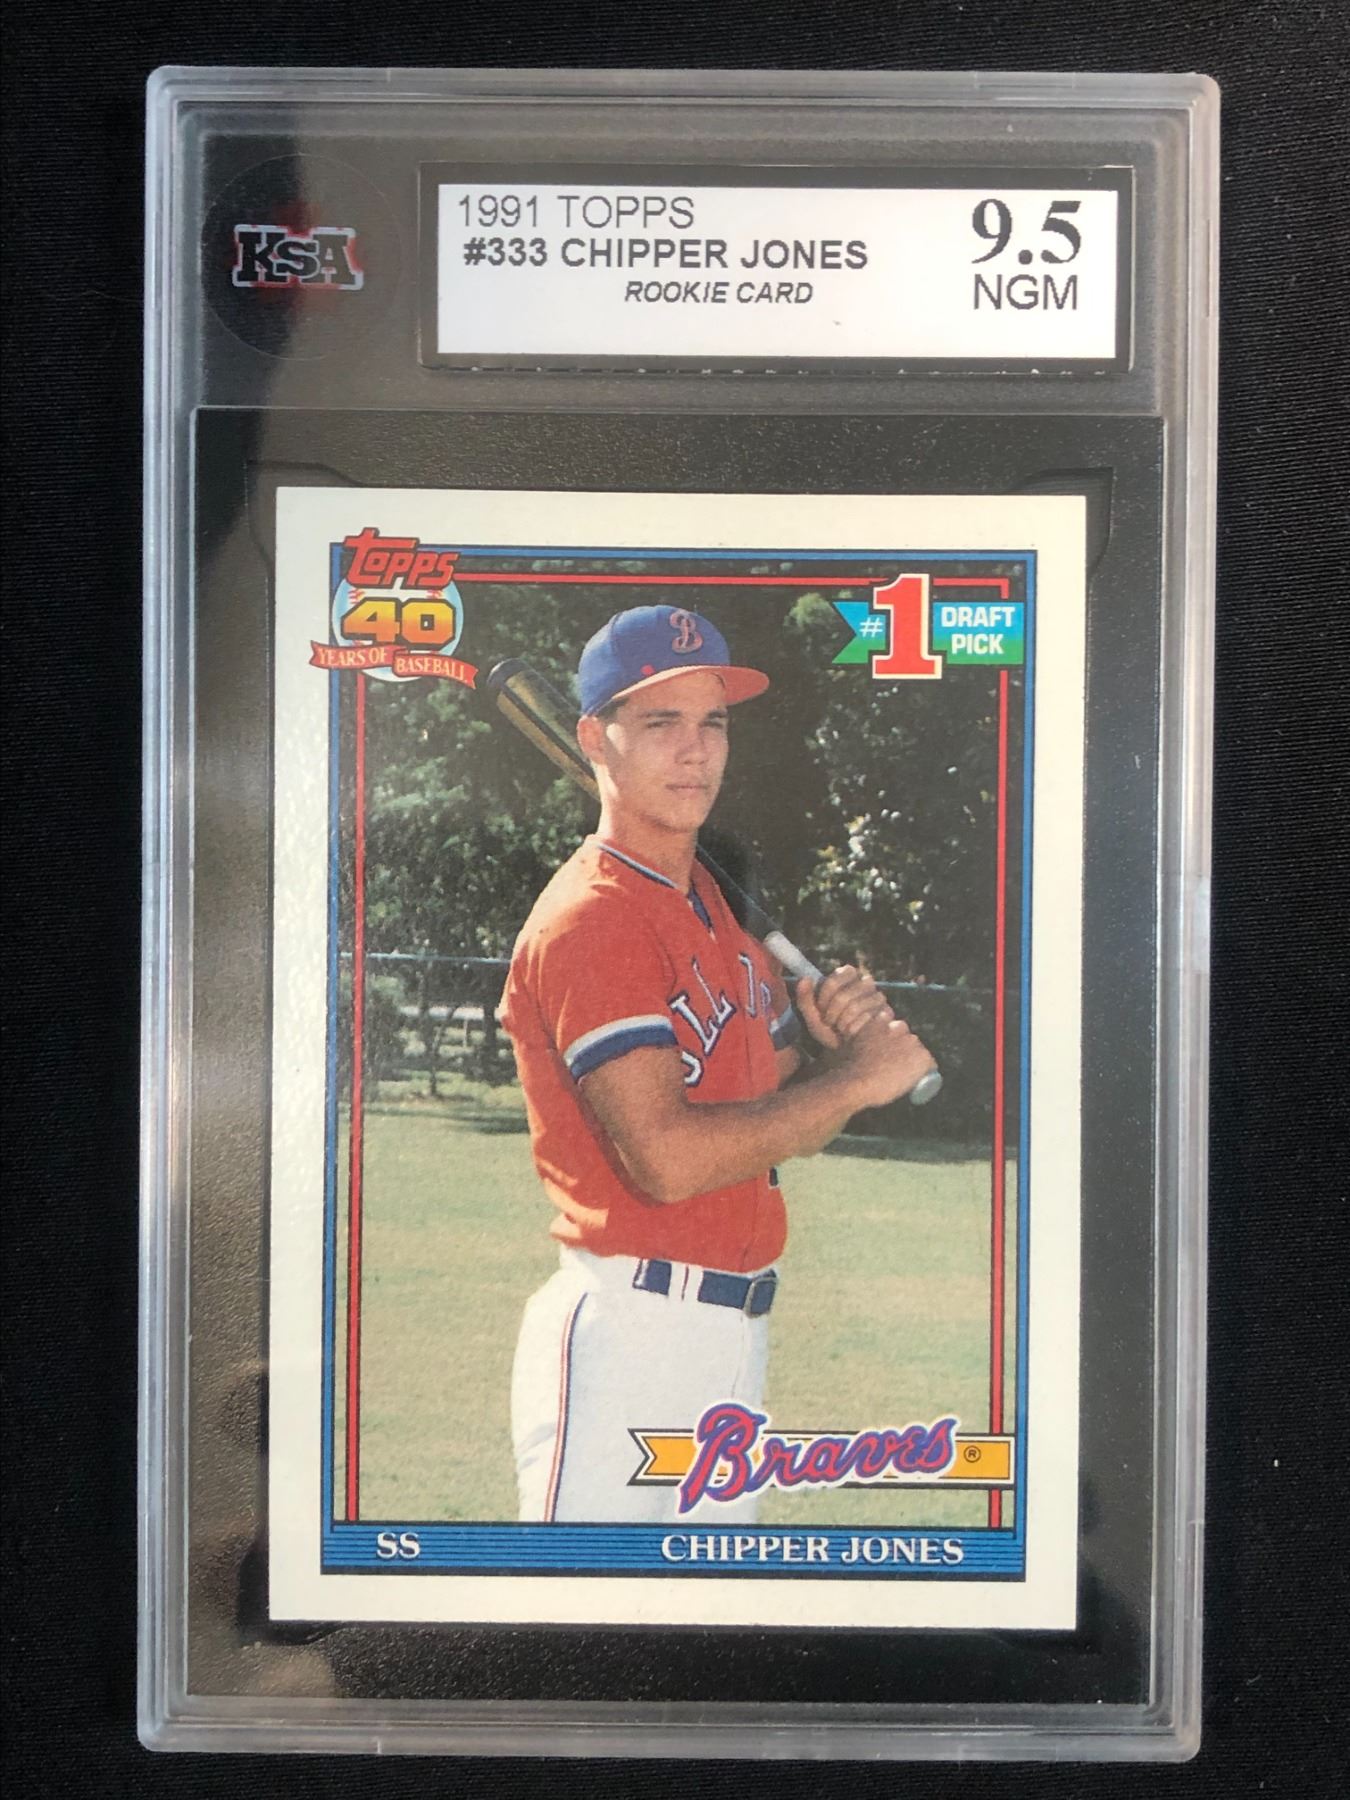 KSA
1991 TOPPS
#333 CHIPPER JONES
ROOKIE CARD
9.5
NGM
TOPPS
40
YEARS OF BASEBALL
#1 DRAFT
PICK
B
LL J
Braves®
SS CHIPPER JONES